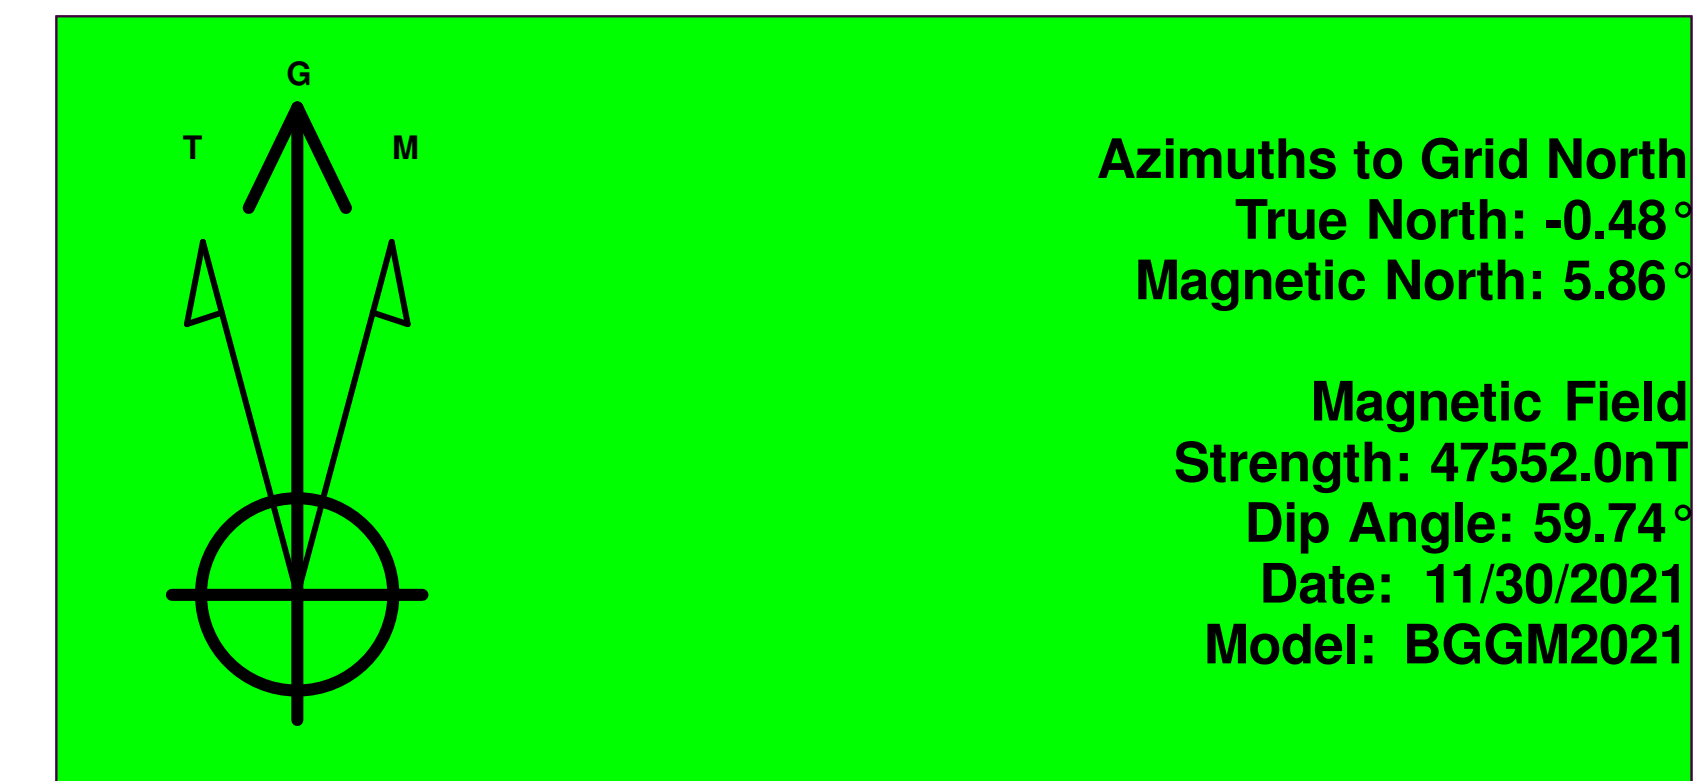 G
T
M
Azimuths to Grid North
True North: -0.48°
Magnetic North: 5.86°
Magnetic Field
Strength: 47552.0nT
Dip Angle: 59.74°
Date: 11/30/2021
Model: BGGM2021